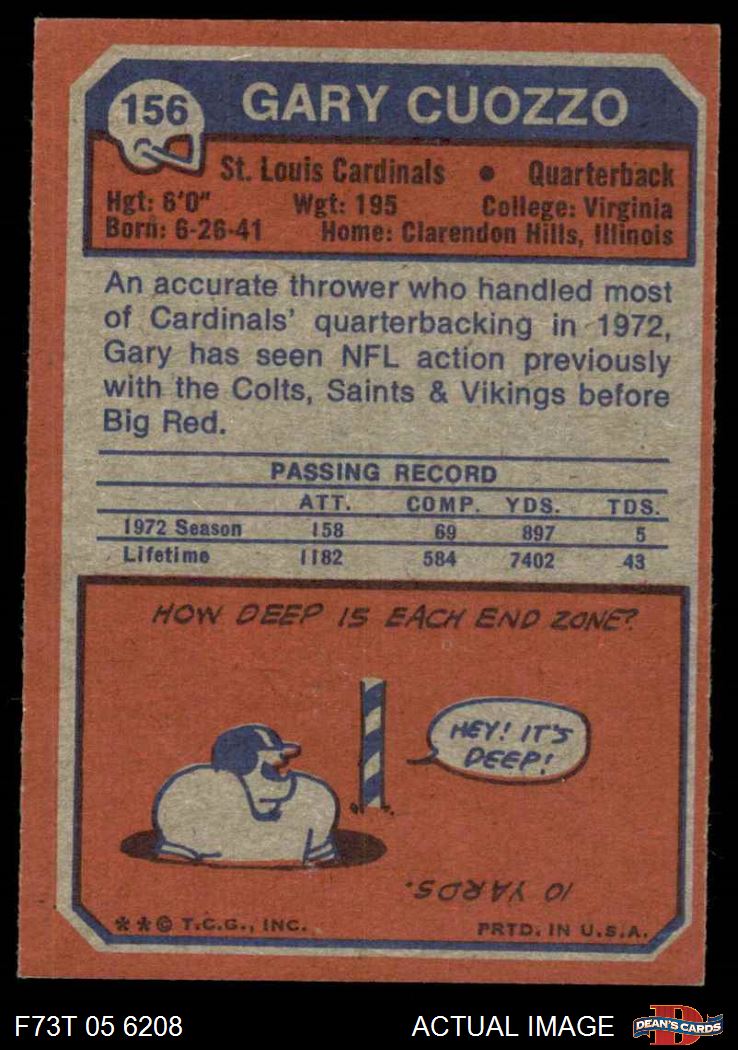 156
GARY CUOZZO
St. Louis Cardinals • Quarterback
Hgt: 6'0" Wgt: 195 College: Virginia
Born: 6-26-41 Home: Clarendon Hills, Illinois
An accurate thrower who handled most
of Cardinals' quarterbacking in 1972,
Gary has seen NFL action previously
with the Colts, Saints & Vikings before
Big Red.
PASSING RECORD
ATT. COMP. YDS. TDS.
1972 Season 158 69 897 5
Lifetime 1182 584 7402 43
HOW DEEP IS EACH END ZONE?
HEY! IT'S
DEEP!
10 YARDS.
**© T.C.G., INC. PRTD. IN U.S.A.
F73T 05 6208 ACTUAL IMAGE
D
DEAN'S CARDS